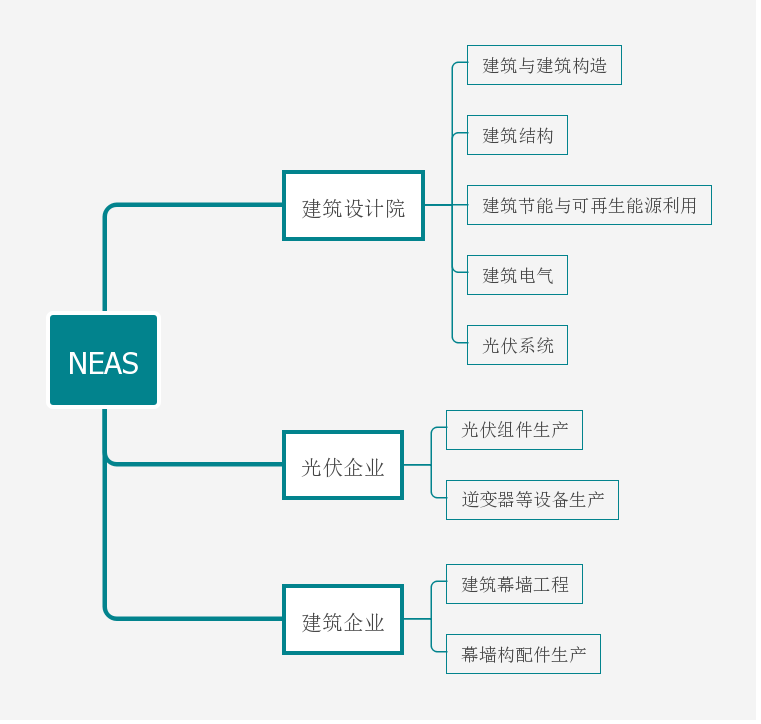 NEAS
建筑设计院
建筑与建筑构造
建筑结构
建筑节能与可再生能源利用
建筑电气
光伏系统
光伏企业
光伏组件生产
逆变器等设备生产
建筑企业
建筑幕墙工程
幕墙构配件生产